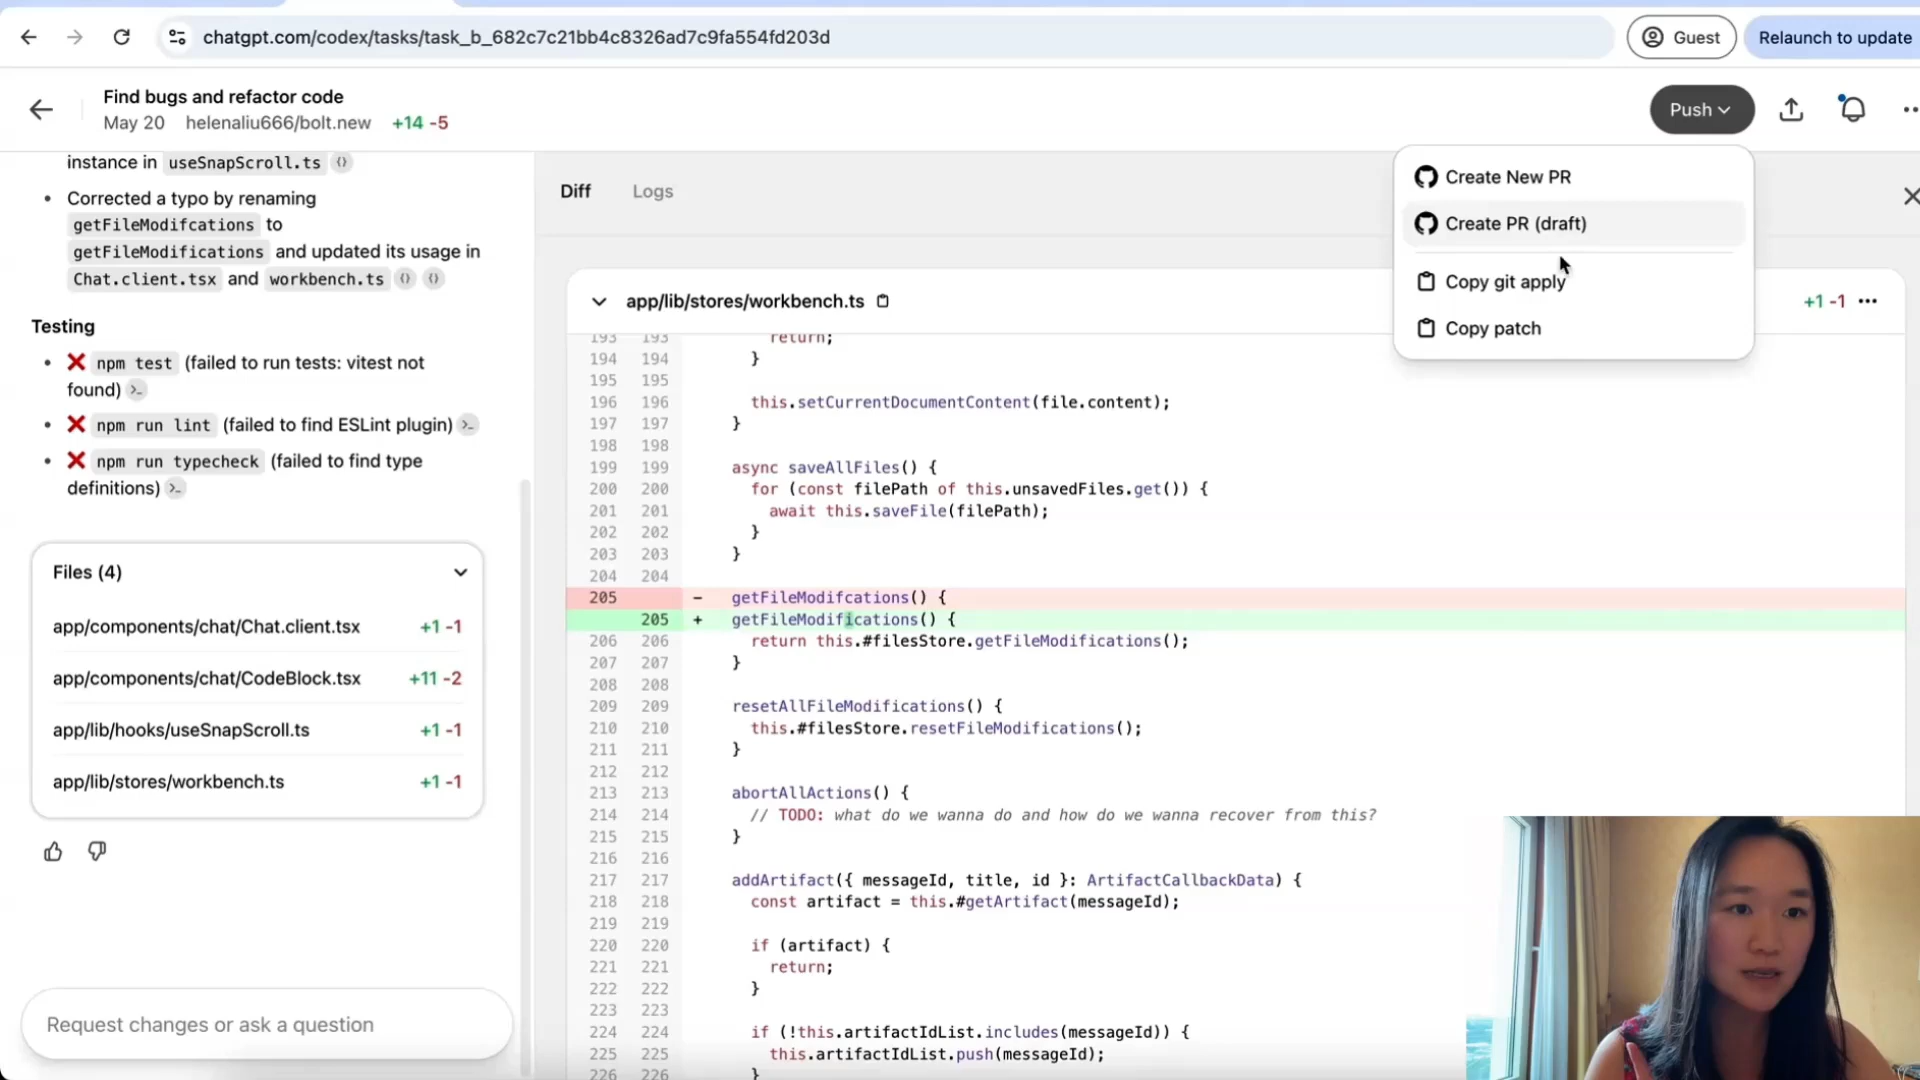 chatgpt.com/codex/tasks/task_b_682c7c21bb4c8326ad7c9fa554fd203d
Guest
Relaunch to update
Find bugs and refactor code
May 20 helenaliu666/bolt.new +14 -5
Push
instance in useSnapScroll.ts
• Corrected a typo by renaming
getFileModifcations to
getFileModifications and updated its usage in
Chat.client.tsx and workbench.ts
Testing
• ❌ npm test (failed to run tests: vitest not
found)
• ❌ npm run lint (failed to find ESLint plugin)
• ❌ npm run typecheck (failed to find type
definitions)
Files (4)
app/components/chat/Chat.client.tsx +1 -1
app/components/chat/CodeBlock.tsx +11 -2
app/lib/hooks/useSnapScroll.ts +1 -1
app/lib/stores/workbench.ts +1 -1
Request changes or ask a question
Diff Logs
Create New PR
Create PR (draft)
Copy git apply
Copy patch
app/lib/stores/workbench.ts +1 -1
193 193 return;
194 194 }
195 195
196 196 this.setCurrentDocumentContent(file.content);
197 197 }
198 198
199 199 async saveAllFiles() {
200 200 for (const filePath of this.unsavedFiles.get()) {
201 201 await this.saveFile(filePath);
202 202 }
203 203 }
204 204
205 - getFileModifcations() {
205 + getFileModifications() {
206 206 return this.#filesStore.getFileModifications();
207 207 }
208 208
209 209 resetAllFileModifications() {
210 210 this.#filesStore.resetFileModifications();
211 211 }
212 212
213 213 abortAllActions() {
214 214 // TODO: what do we wanna do and how do we wanna recover from this?
215 215 }
216 216
217 217 addArtifact({ messageId, title, id }: ArtifactCallbackData) {
218 218 const artifact = this.#getArtifact(messageId);
219 219
220 220 if (artifact) {
221 221 return;
222 222 }
223 223
224 224 if (!this.artifactIdList.includes(messageId)) {
225 225 this.artifactIdList.push(messageId);
226 226 }